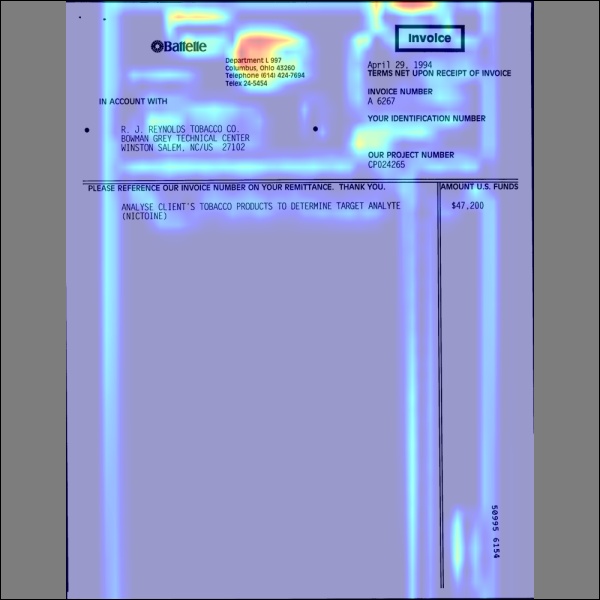 Battelle
Invoice
Department L 997
Columbus, Ohio 43260
Telephone (614) 424-7694
Telex 24-5454
April 29, 1994
TERMS NET UPON RECEIPT OF INVOICE
INVOICE NUMBER
A 6267
IN ACCOUNT WITH
YOUR IDENTIFICATION NUMBER
R. J. REYNOLDS TOBACCO CO.
BOWMAN GREY TECHNICAL CENTER
WINSTON SALEM, NC/US 27102
OUR PROJECT NUMBER
CP024265
PLEASE REFERENCE OUR INVOICE NUMBER ON YOUR REMITTANCE. THANK YOU.
AMOUNT U.S. FUNDS
ANALYSE CLIENT'S TOBACCO PRODUCTS TO DETERMINE TARGET ANALYTE $47,200
(NICTOINE)
50995 6154